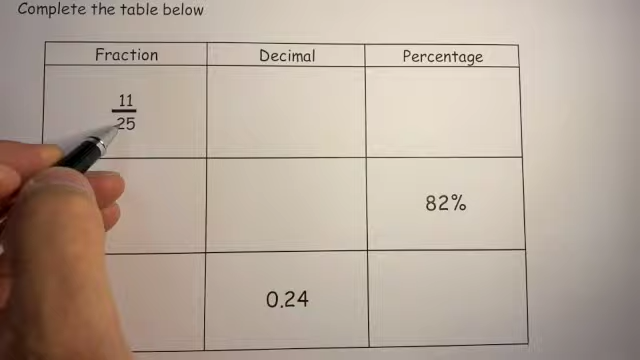 Complete the table below
Fraction Decimal Percentage
11
25
82%
0.24